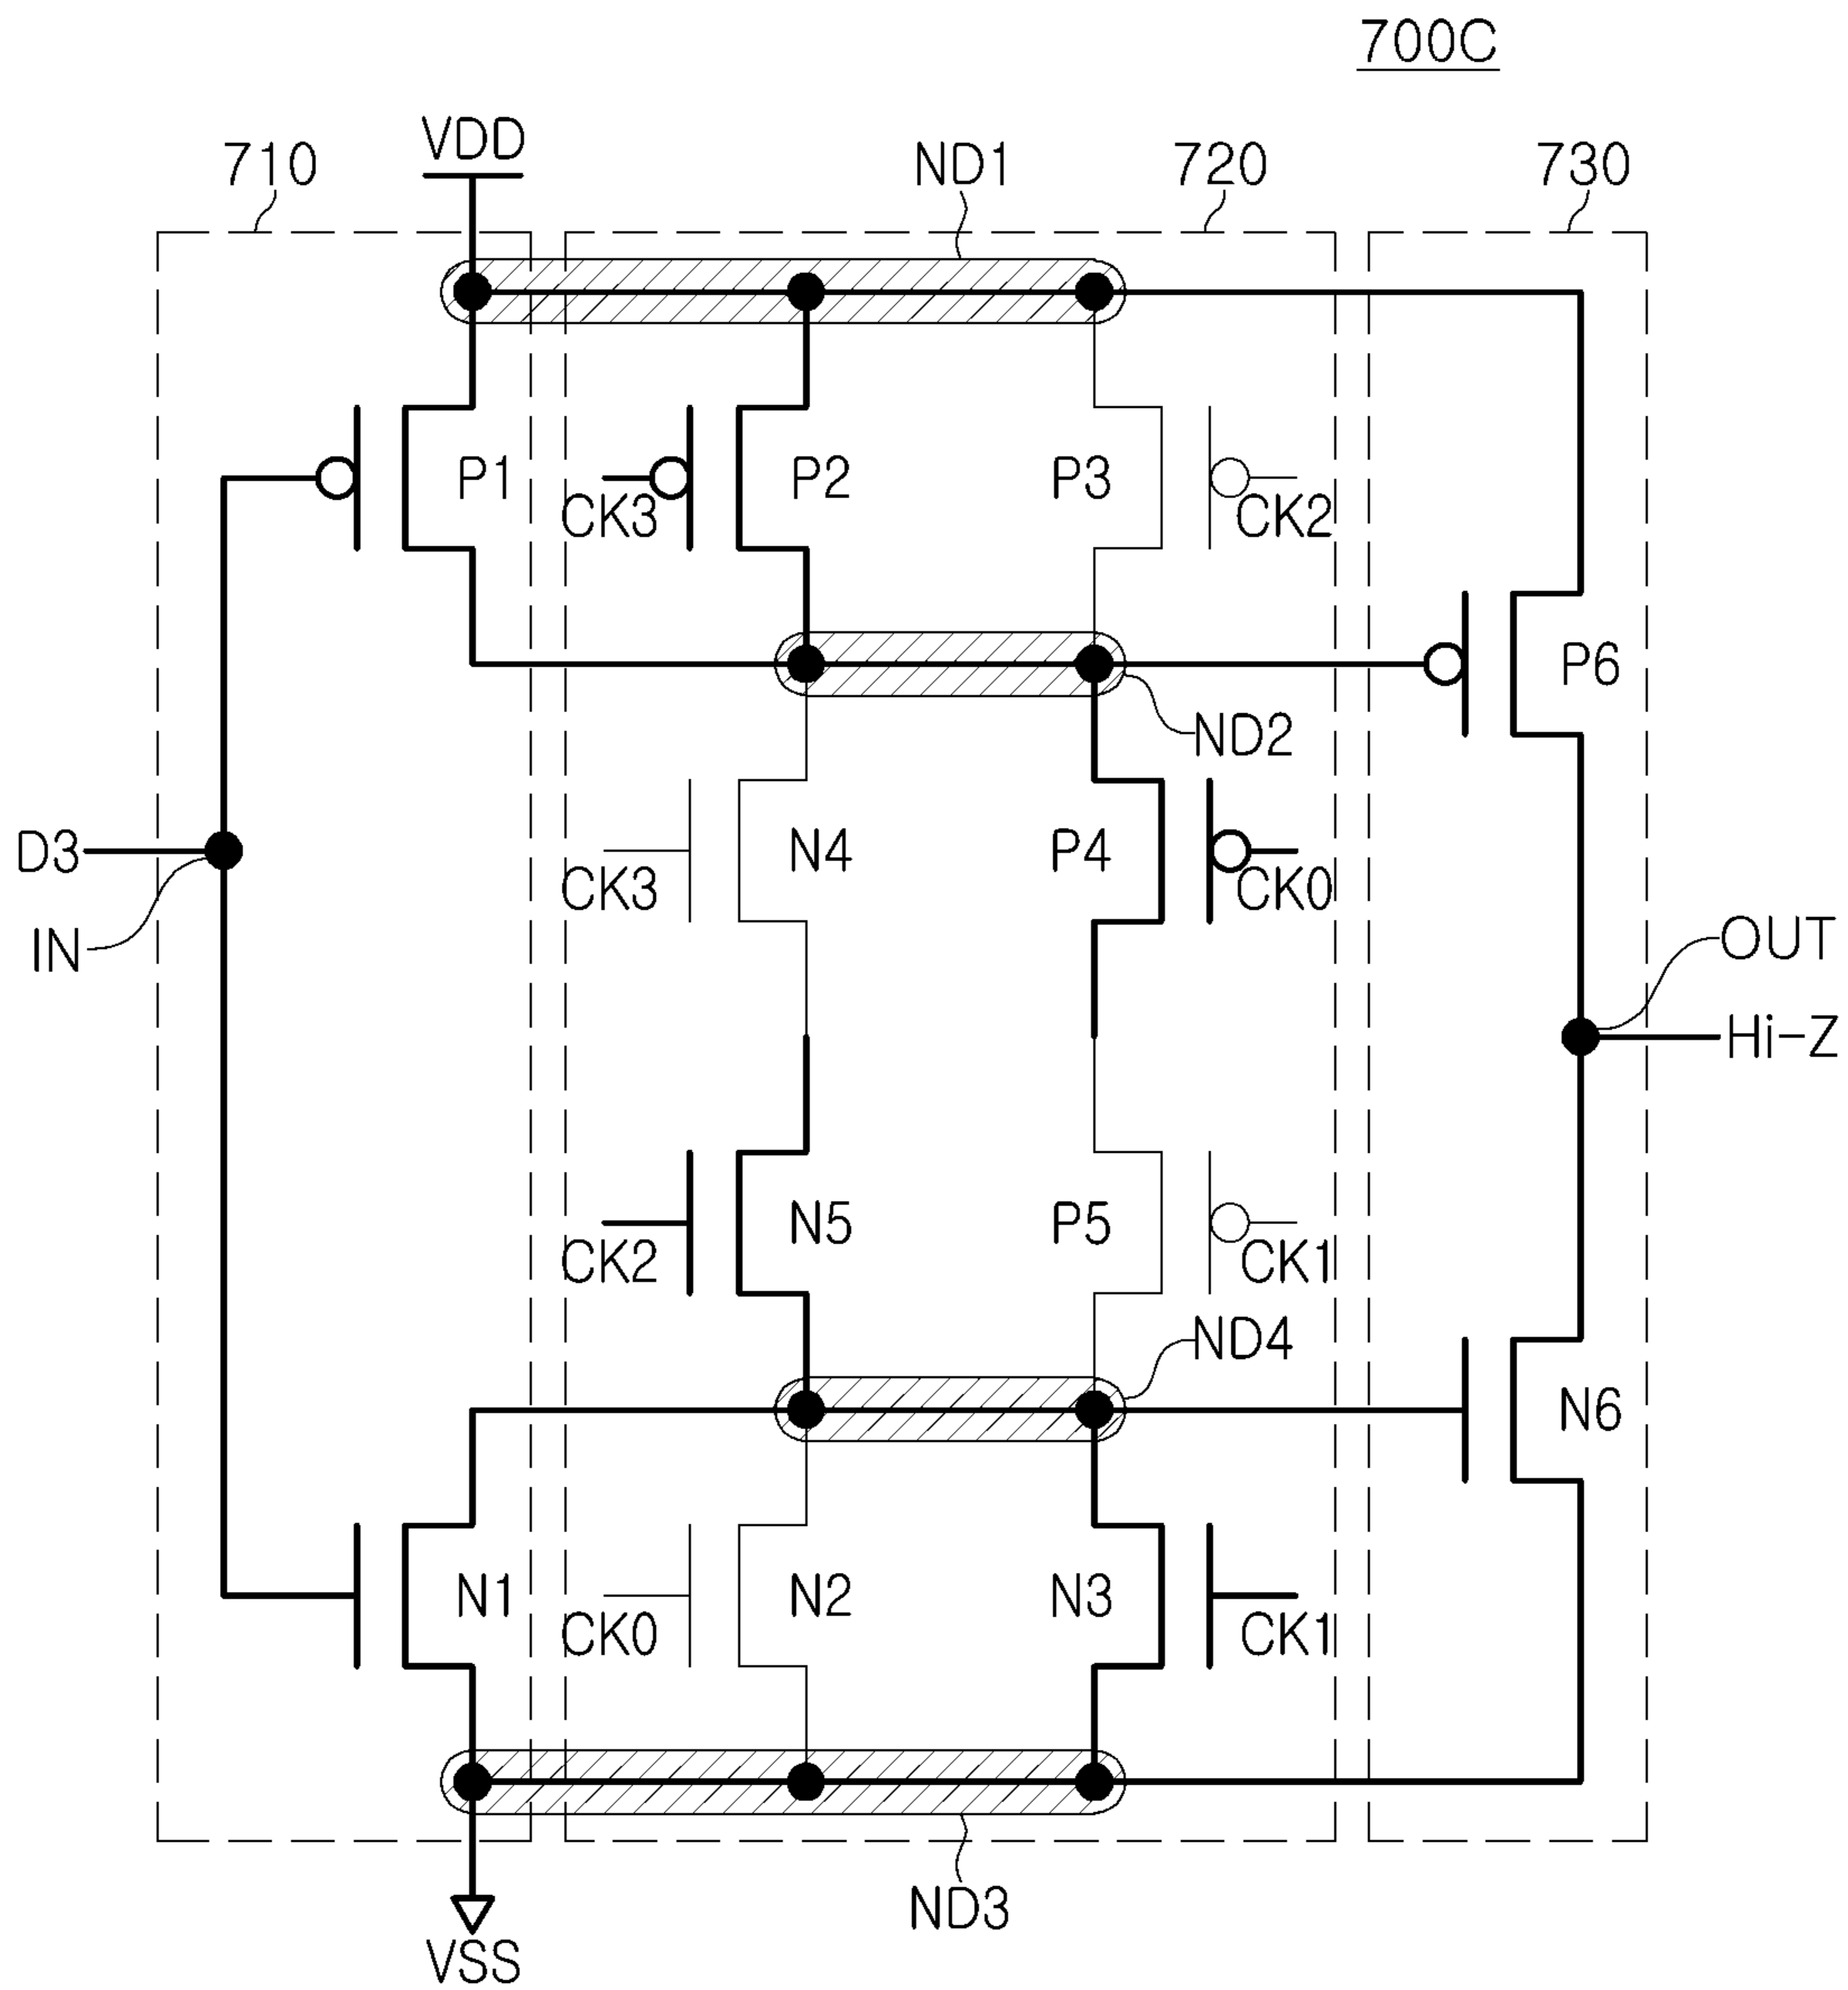 700C
VDD
710
ND1
720
730
P1
P2
P3
CK3
CK2
P6
ND2
D3
N4
P4
CK3
CK0
IN
OUT
Hi-Z
N5
P5
CK2
CK1
ND4
N6
N1
N2
N3
CK0
CK1
ND3
VSS